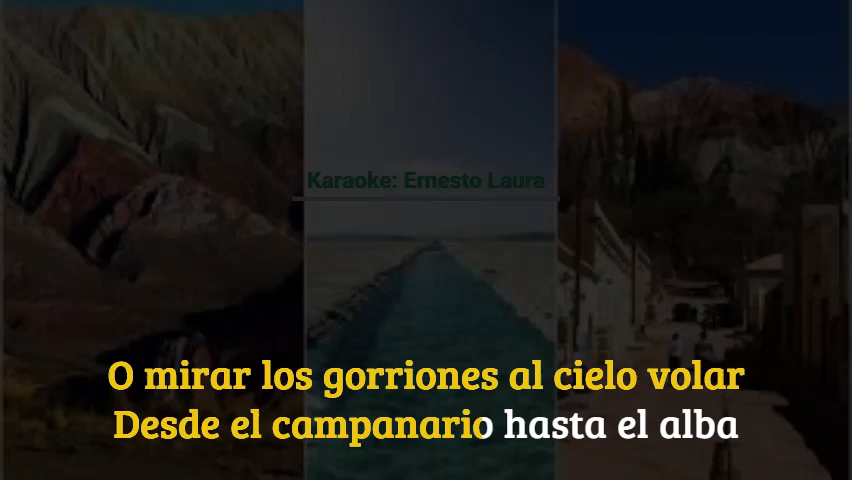 Karaoke: Ernesto Laura
O mirar los gorriones al cielo volar
Desde el campanario hasta el alba